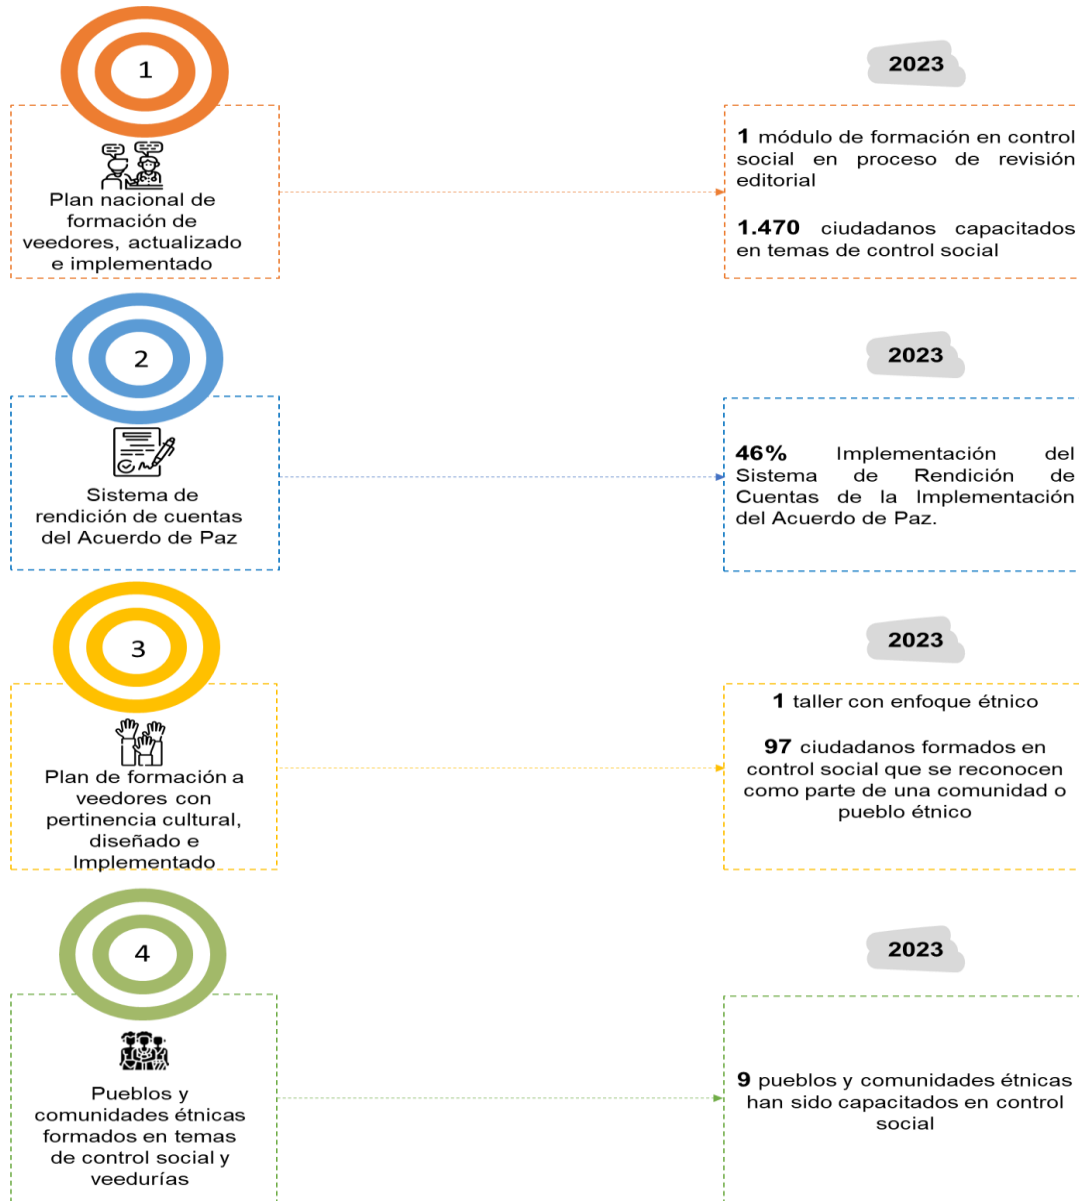 1
Plan nacional de
formación de
veedores, actualizado
e implementado
2023
1 módulo de formación en control
social en proceso de revisión
editorial
1.470 ciudadanos capacitados
en temas de control social
2
Sistema de
rendición de cuentas
del Acuerdo de Paz
2023
46% Implementación del
Sistema de Rendición de
Cuentas de la Implementación
del Acuerdo de Paz.
3
Plan de formación a
veedores con
pertinencia cultural,
diseñado e
Implementado
2023
1 taller con enfoque étnico
97 ciudadanos formados en
control social que se reconocen
como parte de una comunidad o
pueblo étnico
4
Pueblos y
comunidades étnicas
formados en temas
de control social y
veedurías
2023
9 pueblos y comunidades étnicas
han sido capacitados en control
social